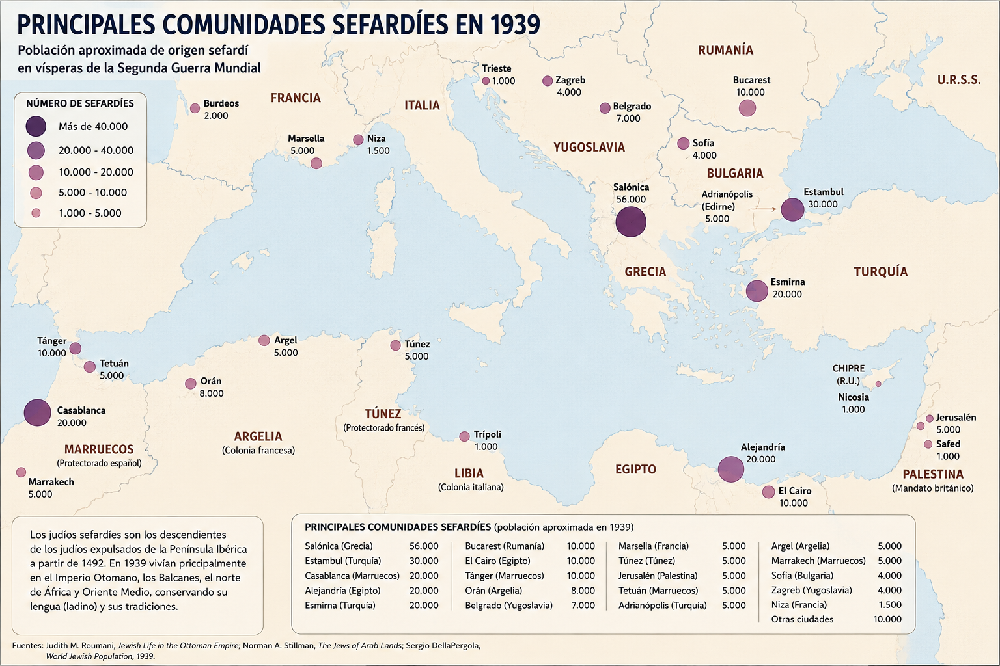 PRINCIPALES COMUNIDADES SEFARDÍES EN 1939
Población aproximada de origen sefardí
en vísperas de la Segunda Guerra Mundial
NÚMERO DE SEFARDÍES
Más de 40.000
20.000 - 40.000
10.000 - 20.000
5.000 - 10.000
1.000 - 5.000
Burdeos
2.000
FRANCIA
Marsella
5.000
Niza
1.500
ITALIA
Trieste
1.000
Zagreb
4.000
Belgrado
7.000
YUGOSLAVIA
RUMANÍA
Bucarest
10.000
U.R.S.S.
Sofía
4.000
BULGARIA
Salónica
56.000
Adrianópolis
(Edirne)
5.000
Estambul
30.000
GRECIA
TURQUÍA
Esmirna
20.000
Tánger
10.000
Tetuán
5.000
Argel
5.000
Orán
8.000
Túnez
5.000
Casablanca
20.000
MARRUECOS
(Protectorado español)
Marrakech
5.000
ARGELIA
(Colonia francesa)
TÚNEZ
(Protectorado francés)
Trípoli
1.000
LIBIA
(Colonia italiana)
EGIPTO
Alejandría
20.000
El Cairo
10.000
CHIPRE
(R.U.)
Nicosia
1.000
Jerusalén
5.000
Safed
1.000
PALESTINA
(Mandato británico)
Los judíos sefardíes son los descendientes
de los judíos expulsados de la Península Ibérica
a partir de 1492. En 1939 vivían priccipalmente
en el Imperio Otomano, los Balcanes, el norte
de África y Oriente Medio, conservando su
lengua (ladino) y sus tradiciones.
PRINCIPALES COMUNIDADES SEFARDÍES (población aproximada en 1939)
Salónica (Grecia) 56.000
Estambul (Turquía) 30.000
Casablanca (Marruecos) 20.000
Alejandría (Egipto) 20.000
Esmirna (Turquía) 20.000
Bucarest (Rumanía) 10.000
El Cairo (Egipto) 10.000
Tánger (Marruecos) 10.000
Orán (Argelia) 8.000
Belgrado (Yugoslavia) 7.000
Marsella (Francia) 5.000
Túnez (Túnez) 5.000
Jerusalén (Palestina) 5.000
Tetuán (Marruecos) 5.000
Adrianópolis (Turquía) 5.000
Argel (Argelia) 5.000
Marrakech (Marruecos) 5.000
Sofía (Bulgaria) 4.000
Zagreb (Yugoslavia) 4.000
Niza (Francia) 1.500
Otras ciudades 10.000
Fuentes: Judith M. Roumani, Jewish Life in the Ottoman Empire; Norman A. Stillman, The Jews of Arab Lands; Sergio DellaPergola,
World Jewish Population, 1939.